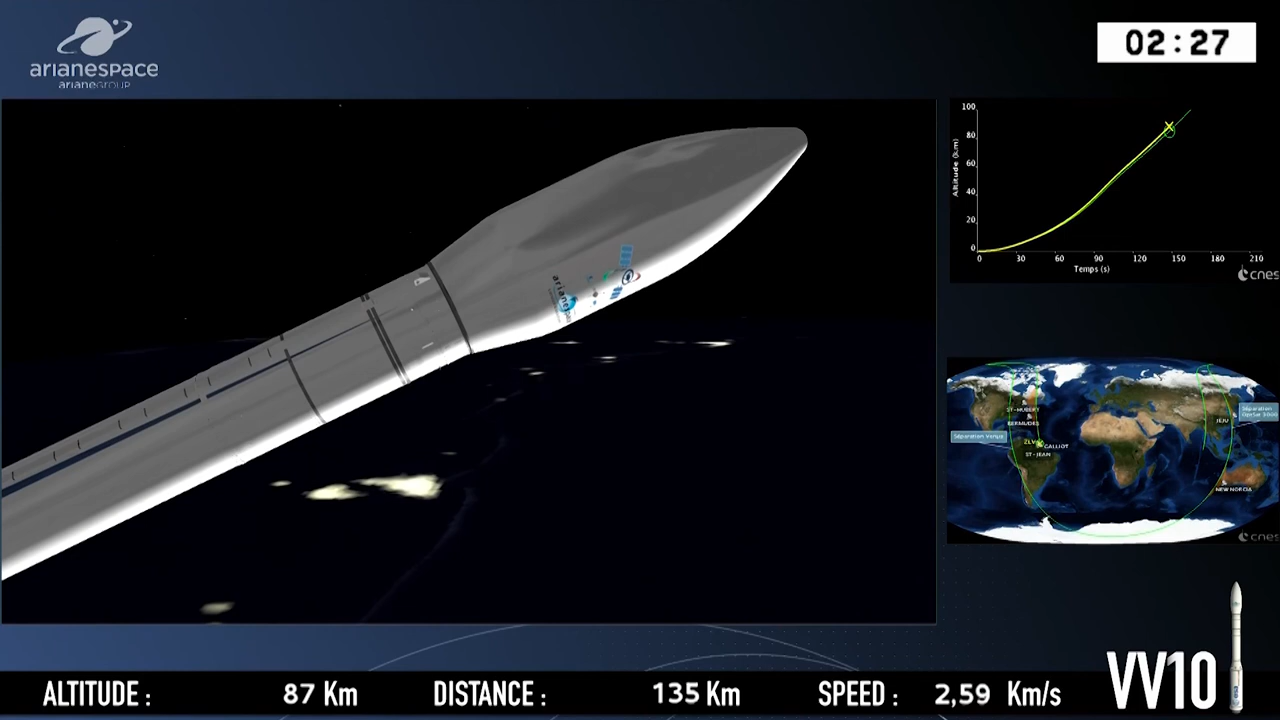 arianespace
arianeGROUP
02:27
100
80
60
40
20
0
Altitude (km)
0 30 60 90 120 150 180 210
Temps (s)
cnes
Séparation
ST-HUBERT
BERMUDES
JEJU
Séparation Venus
ZLV
GALLIOT
ST-JEAN
NEW NORCIA
cnes
VV10
ALTITUDE : 87 Km DISTANCE : 135 Km SPEED : 2,59 Km/s